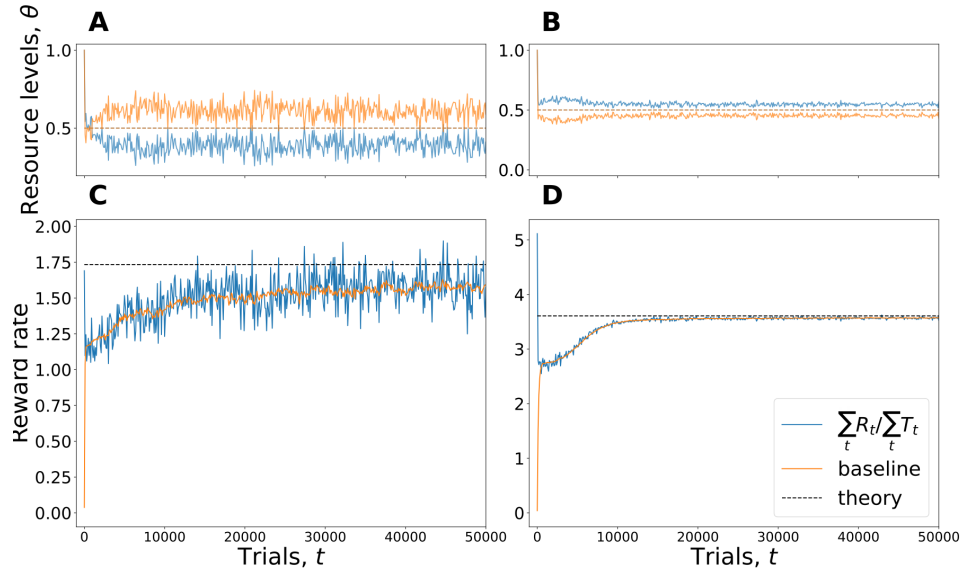 A
B
Resource levels, θ
1.0
0.5
1.0
0.5
0.0
C
D
Reward rate
2.00
1.75
1.50
1.25
1.00
0.75
0.50
0.25
0.00
5
4
3
2
1
0
∑_t R_t/∑_t T_t
baseline
theory
0 10000 20000 30000 40000 50000
0 10000 20000 30000 40000 50000
Trials, t
Trials, t